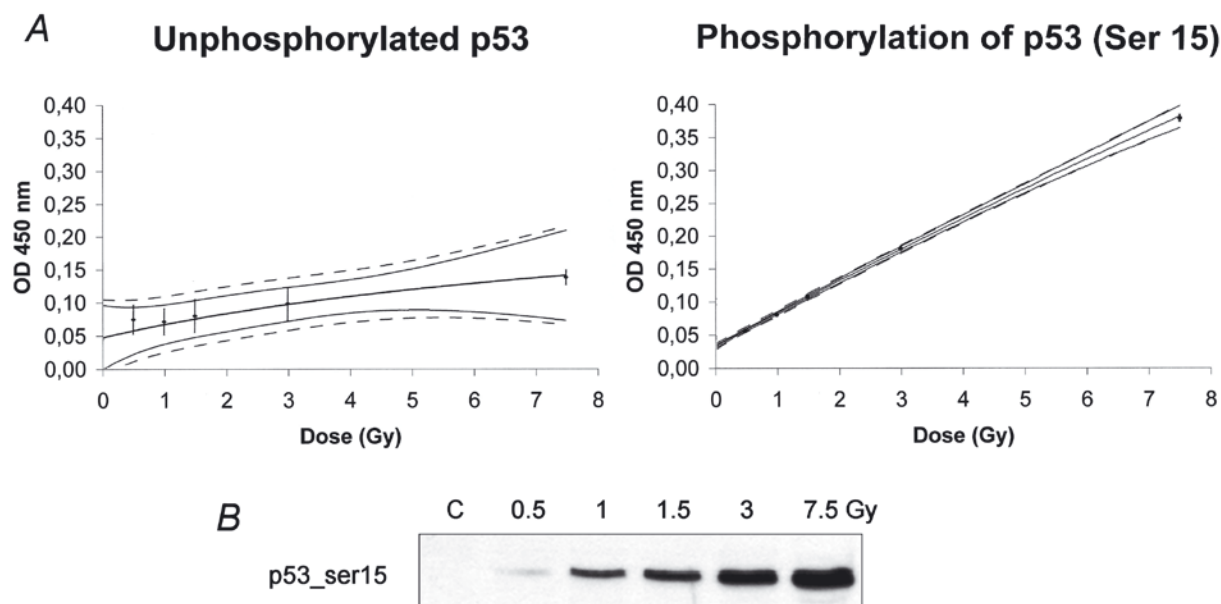 A
Unphosphorylated p53
0,40
0,35
0,30
0,25
0,20
0,15
0,10
0,05
0,00
OD 450 nm
0 1 2 3 4 5 6 7 8
Dose (Gy)
Phosphorylation of p53 (Ser 15)
0,40
0,35
0,30
0,25
0,20
0,15
0,10
0,05
0,00
OD 450 nm
0 1 2 3 4 5 6 7 8
Dose (Gy)
B
C 0.5 1 1.5 3 7.5 Gy
p53_ser15